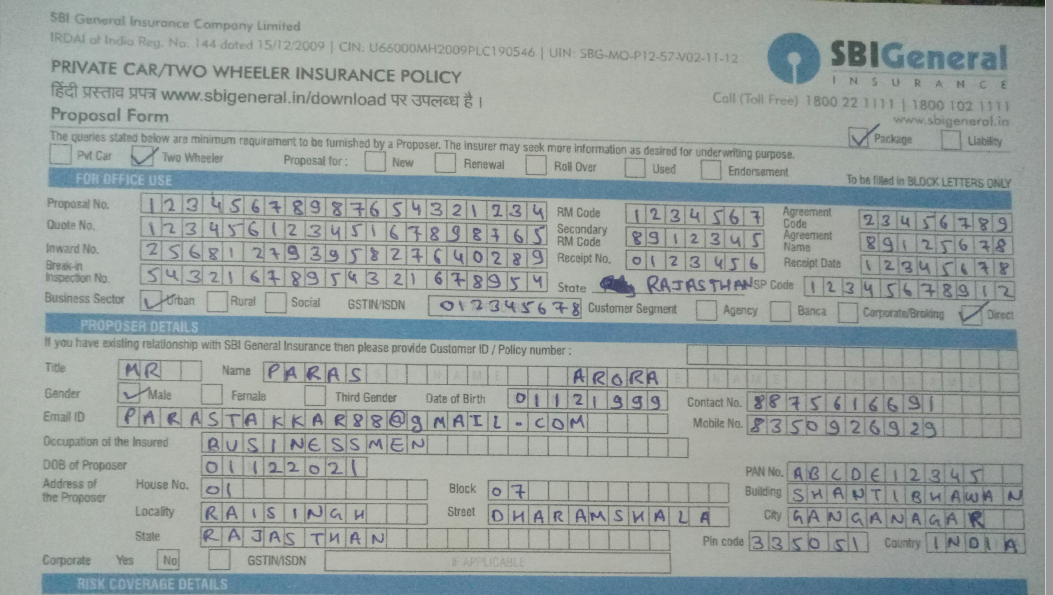 SBI General Insurance Company Limited
IRDAI of India Reg. No. 144 dated 15/12/2009 | CIN: U66000MH2009PLC190546 | UIN: SBG-MO-P12-57-V02-11-12
SBIGeneral
INSURANCE
PRIVATE CAR/TWO WHEELER INSURANCE POLICY
हिंदी प्रस्ताव प्रपत्र www.sbigeneral.in/download पर उपलब्ध है ।
Call (Toll Free) 1800 22 1111 | 1800 102 1111
www.sbigeneral.in
Proposal Form
The queries stated below are minimum requirement to be furnished by a Proposer. The insurer may seek more information as desired for underwriting purpose.
Package Liability
Pvt Car Two Wheeler Proposal for : New Renewal Roll Over Used Endorsement
FOR OFFICE USE To be filled in BLOCK LETTERS ONLY
Proposal No. 12345678987654321234 RM Code 1234567 Agreement Code 23456789
Quote No. 12345612345167898765 Secondary RM Code 8912345 Agreement Name 89125678
Inward No. 25681279395827640289 Receipt No. 0123456 Receipt Date 12345678
Break-in Inspection No. 54321678954321678954 State RAJASTHAN SP Code 12345678912
Business Sector Urban Rural Social GSTIN/ISDN 012345678 Customer Segment Agency Banca Corporate/Broking Direct
PROPOSER DETAILS
If you have existing relationship with SBI General Insurance then please provide Customer ID / Policy number :
Title MR Name PARAS ARORA
Gender Male Female Third Gender Date of Birth 01121999 Contact No. 8875616691
Email ID PARASTAKKAR88@gMAIL.COM Mobile No. 8350926929
Occupation of the Insured BUSINESSMEN
DOB of Proposer 01122021 PAN No. ABCDE12345
Address of the Proposer House No. 01 Block 07 Building SHANTIBHAWAN
Locality RAISINGH Street DHARAMSHALA City GANGANAGAR
State RAJASTHAN Pin code 335051 Country INDIA
Corporate Yes No GSTIN/ISDN IF APPLICABLE
RISK COVERAGE DETAILS